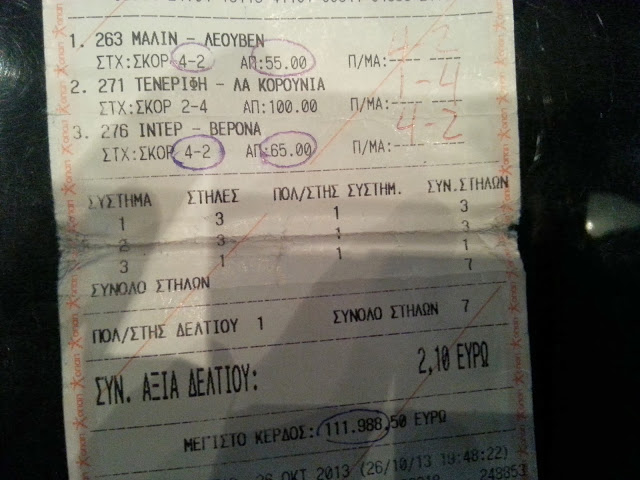 1. 263 ΜΑΛΙΝ - ΛΕΟΥΒΕΝ
ΣΤΧ:ΣΚΟΡ 4-2 ΑΠ:55.00 Π/ΜΑ:---- ----
4-2
2. 271 ΤΕΝΕΡΙΦΗ - ΛΑ ΚΟΡΟΥΝΙΑ
ΣΤΧ:ΣΚΟΡ 2-4 ΑΠ:100.00 Π/ΜΑ:---- ----
1-4
3. 276 ΙΝΤΕΡ - ΒΕΡΟΝΑ
ΣΤΧ:ΣΚΟΡ 4-2 ΑΠ:65.00 Π/ΜΑ:---- ----
4-2
ΣΥΣΤΗΜΑ ΣΤΗΛΕΣ ΠΟΛ/ΣΤΗΣ ΣΥΣΤΗΜ. ΣΥΝ.ΣΤΗΛΩΝ
1 3 1 3
2 3 1 3
3 1 1 1
ΣΥΝΟΛΟ ΣΤΗΛΩΝ 7
ΠΟΛ/ΣΤΗΣ ΔΕΛΤΙΟΥ 1 ΣΥΝΟΛΟ ΣΤΗΛΩΝ 7
ΣΥΝ. ΑΞΙΑ ΔΕΛΤΙΟΥ: 2,10 ΕΥΡΩ
ΜΕΓΙΣΤΟ ΚΕΡΔΟΣ: 111.988,50 ΕΥΡΩ
26 ΟΚΤ 2013 (26/10/13 19:48:22)
248853